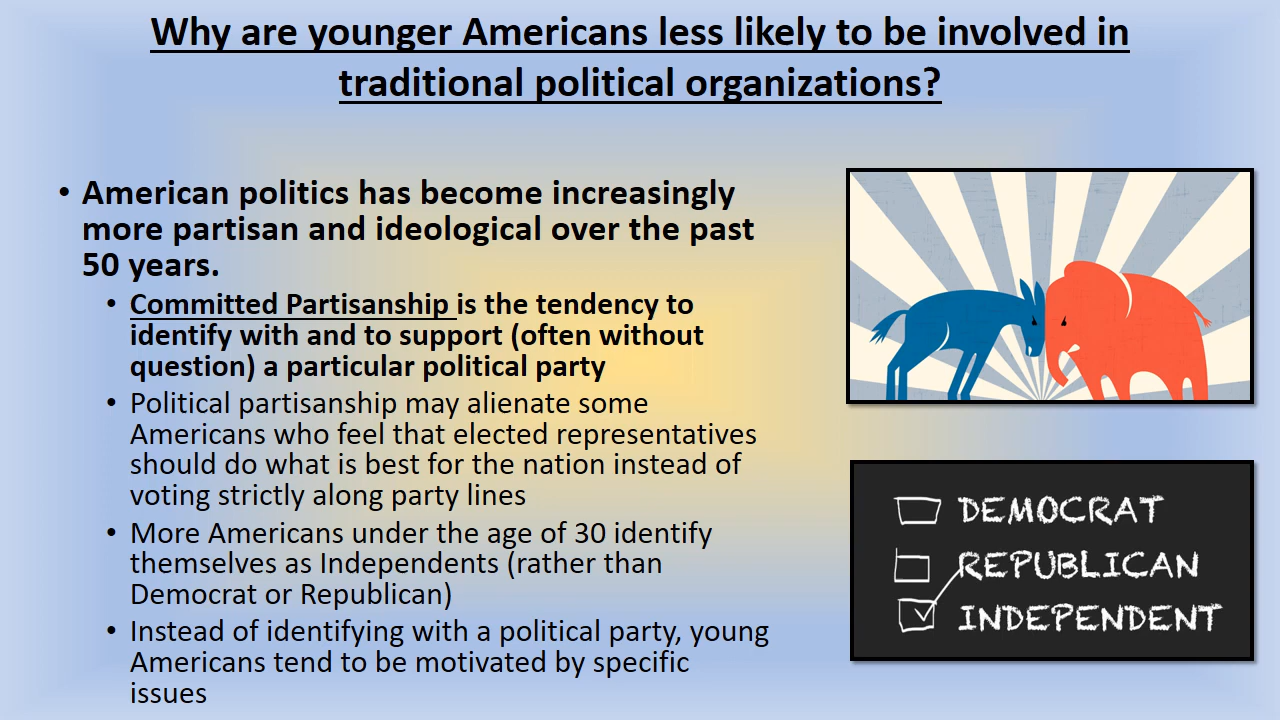 Why are younger Americans less likely to be involved in
traditional political organizations?
• American politics has become increasingly
more partisan and ideological over the past
50 years.
• Committed Partisanship is the tendency to
identify with and to support (often without
question) a particular political party
• Political partisanship may alienate some
Americans who feel that elected representatives
should do what is best for the nation instead of
voting strictly along party lines
• More Americans under the age of 30 identify
themselves as Independents (rather than
Democrat or Republican)
• Instead of identifying with a political party, young
Americans tend to be motivated by specific
issues
DEMOCRAT
REPUBLICAN
INDEPENDENT